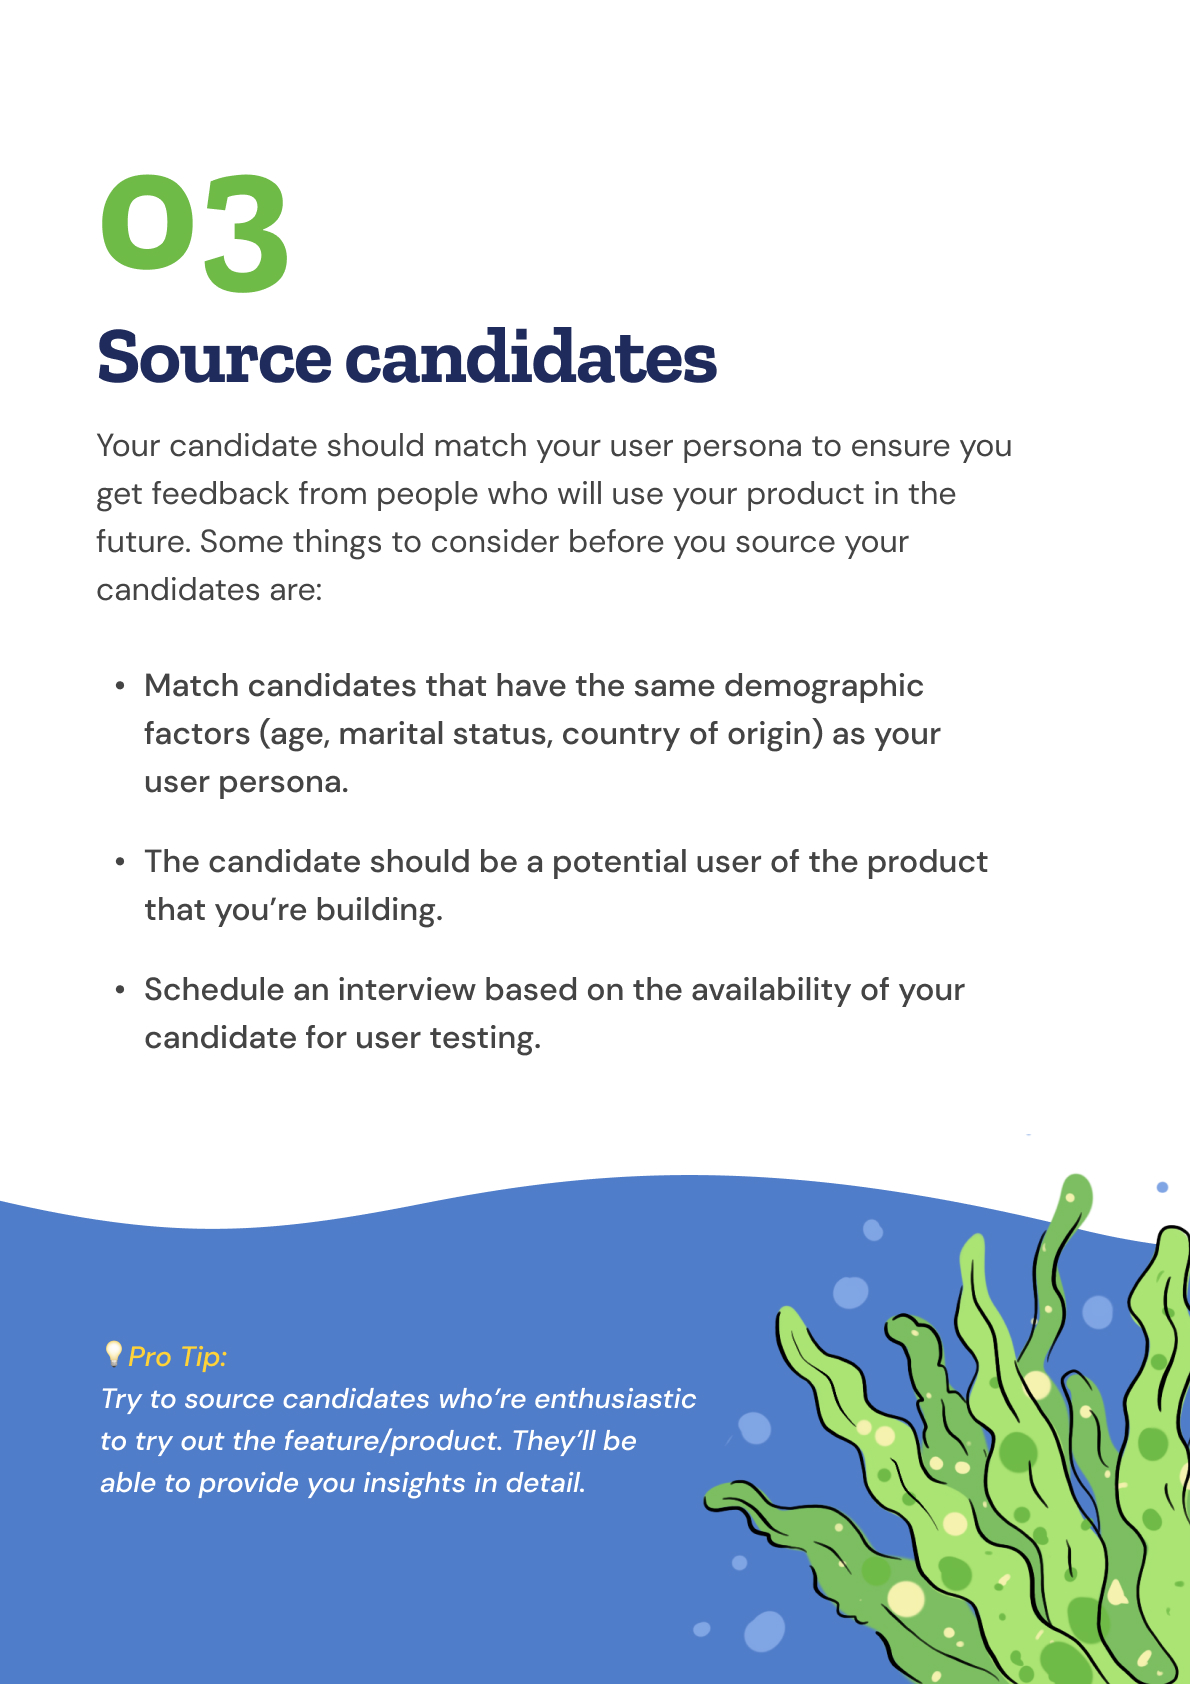 03
Source candidates
Your candidate should match your user persona to ensure you
get feedback from people who will use your product in the
future. Some things to consider before you source your
candidates are:
• Match candidates that have the same demographic
factors (age, marital status, country of origin) as your
user persona.
• The candidate should be a potential user of the product
that you’re building.
• Schedule an interview based on the availability of your
candidate for user testing.
💡Pro Tip:
Try to source candidates who’re enthusiastic
to try out the feature/product. They’ll be
able to provide you insights in detail.